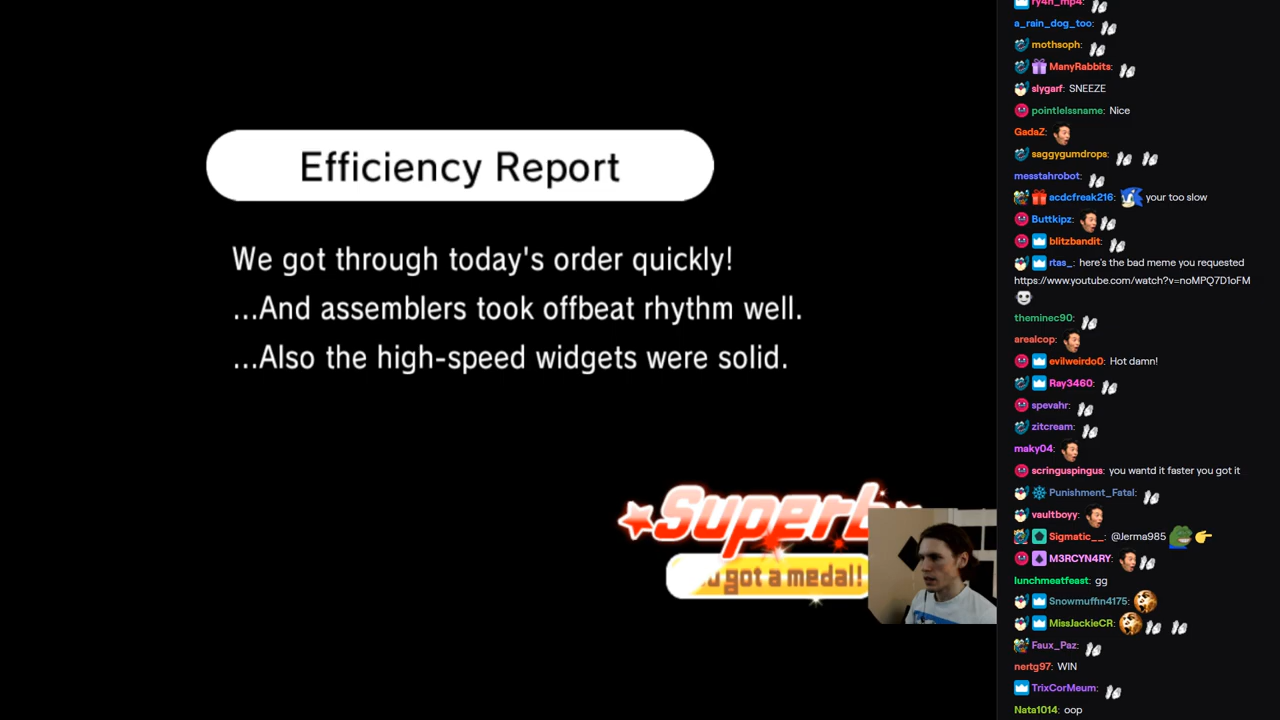 Efficiency Report
We got through today's order quickly!
...And assemblers took offbeat rhythm well.
...Also the high-speed widgets were solid.
Superb
got a medal!
ry4n_mp4:
a_rain_dog_too:
mothsoph:
ManyRabbits:
slygarf: SNEEZE
pointlelssname: Nice
GadaZ:
saggygumdrops:
messtahrobot:
acdcfreak216: your too slow
Buttkipz:
blitzbandit:
rtas_: here's the bad meme you requested
https://www.youtube.com/watch?v=noMPQ7D1oFM
theminec90:
arealcop:
evilweirdo0: Hot damn!
Ray3460:
spevahr:
zitcream:
maky04:
scringuspingus: you wantd it faster you got it
Punishment_Fatal:
vaultboyy:
Sigmatic__: @Jerma985
M3RCYN4RY:
lunchmeatfeast: gg
Snowmuffin4175:
MissJackieCR:
Faux_Paz:
nertg97: WIN
TrixCorMeum:
Nata1014: oop